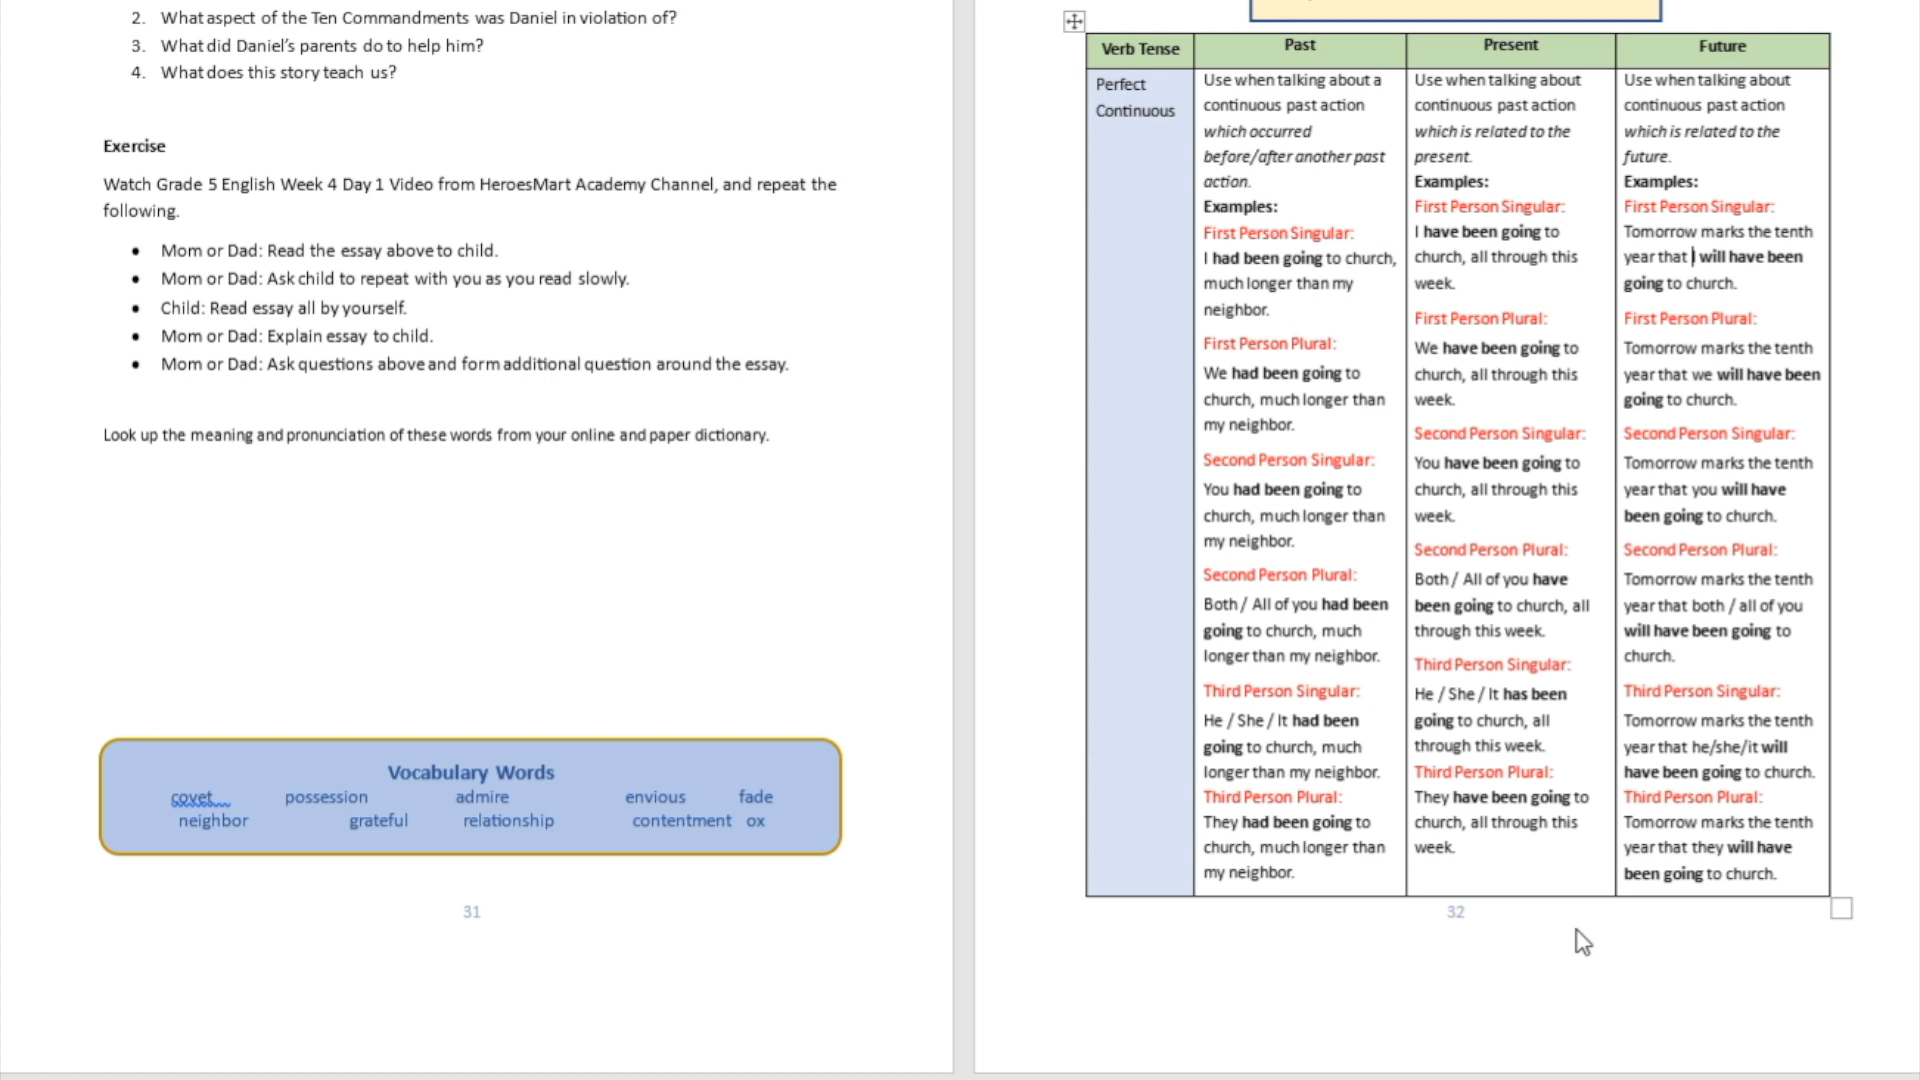 2. What aspect of the Ten Commandments was Daniel in violation of?
3. What did Daniel's parents do to help him?
4. What does this story teach us?
Exercise
Watch Grade 5 English Week 4 Day 1 Video from HeroesMart Academy Channel, and repeat the
following.
• Mom or Dad: Read the essay above to child.
• Mom or Dad: Ask child to repeat with you as you read slowly.
• Child: Read essay all by yourself.
• Mom or Dad: Explain essay to child.
• Mom or Dad: Ask questions above and form additional question around the essay.
Look up the meaning and pronunciation of these words from your online and paper dictionary.
Vocabulary Words
covet possession admire envious fade
neighbor grateful relationship contentment ox
31
Verb Tense
Past
Present
Future
Perfect
Continuous
Use when talking about a
continuous past action
which occurred
before/after another past
action.
Examples:
First Person Singular:
I had been going to church,
much longer than my
neighbor.
First Person Plural:
We had been going to
church, much longer than
my neighbor.
Second Person Singular:
You had been going to
church, much longer than
my neighbor.
Second Person Plural:
Both / All of you had been
going to church, much
longer than my neighbor.
Third Person Singular:
He / She / It had been
going to church, much
longer than my neighbor.
Third Person Plural:
They had been going to
church, much longer than
my neighbor.
Use when talking about
continuous past action
which is related to the
present.
Examples:
First Person Singular:
I have been going to
church, all through this
week.
First Person Plural:
We have been going to
church, all through this
week.
Second Person Singular:
You have been going to
church, all through this
week.
Second Person Plural:
Both / All of you have
been going to church, all
through this week.
Third Person Singular:
He / She / It has been
going to church, all
through this week.
Third Person Plural:
They have been going to
church, all through this
week.
Use when talking about
continuous past action
which is related to the
future.
Examples:
First Person Singular:
Tomorrow marks the tenth
year that I will have been
going to church.
First Person Plural:
Tomorrow marks the tenth
year that we will have been
going to church.
Second Person Singular:
Tomorrow marks the tenth
year that you will have
been going to church.
Second Person Plural:
Tomorrow marks the tenth
year that both / all of you
will have been going to
church.
Third Person Singular:
Tomorrow marks the tenth
year that he/she/it will
have been going to church.
Third Person Plural:
Tomorrow marks the tenth
year that they will have
been going to church.
32